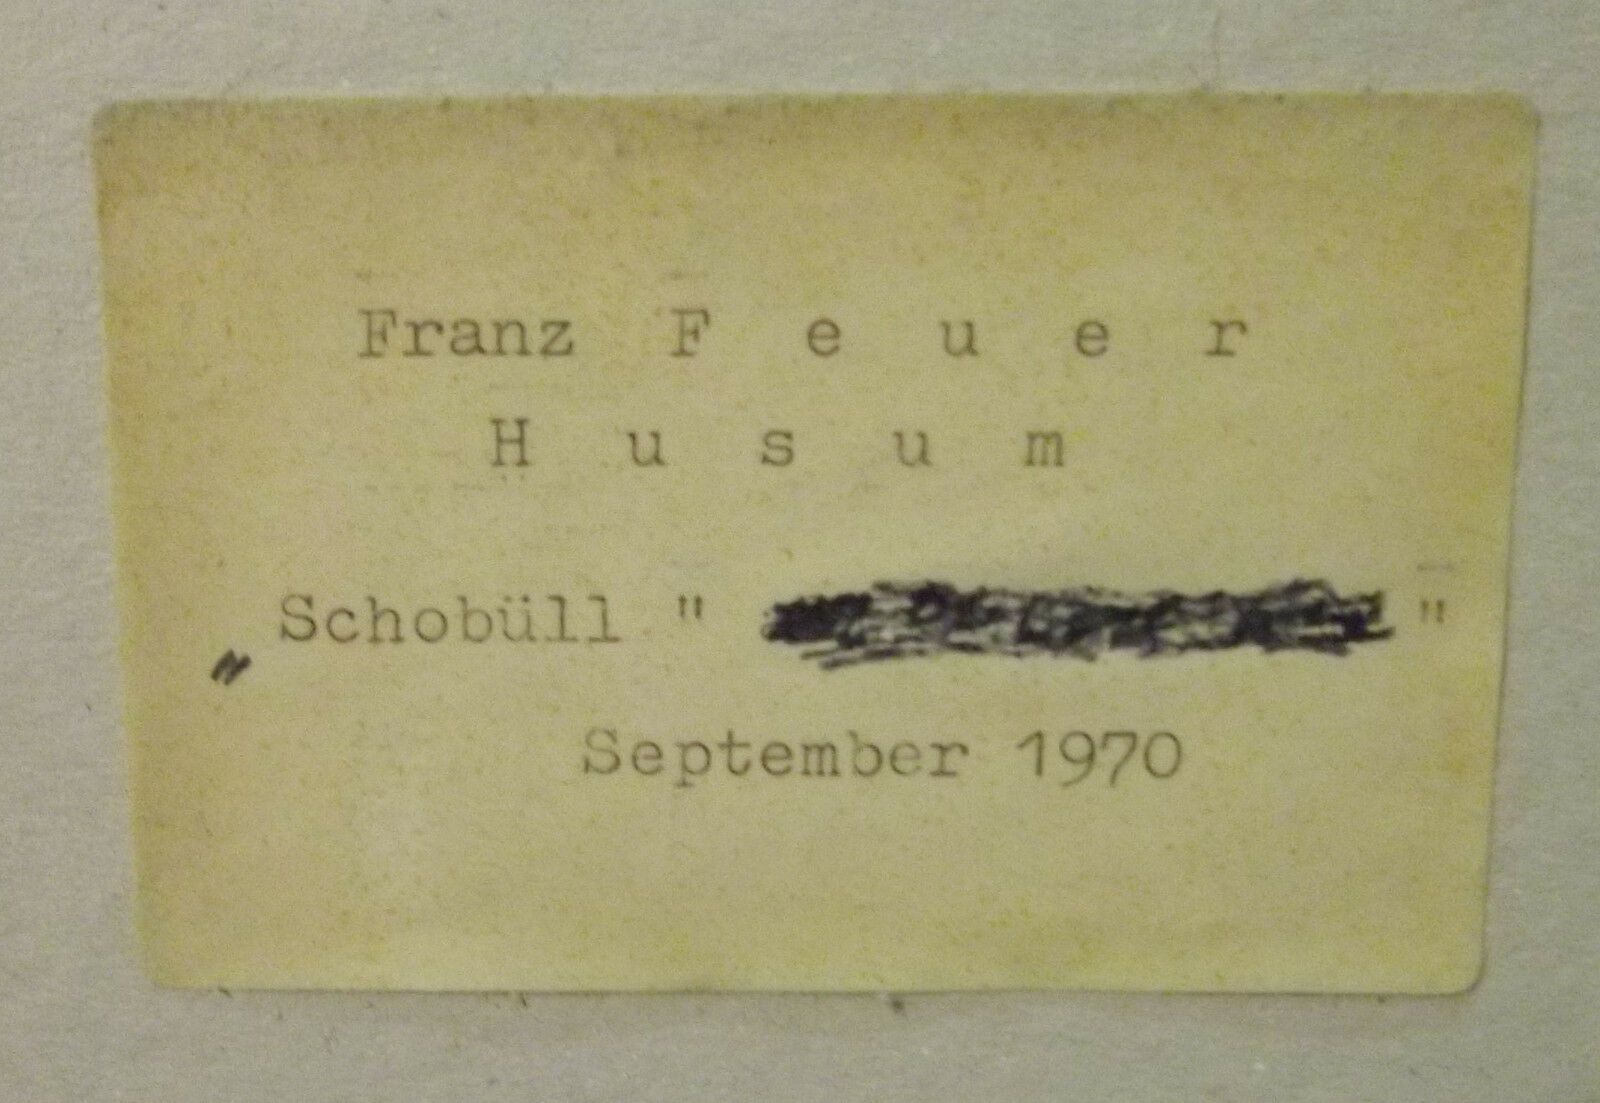 Franz F e u e r
H u s u m
„Schobüll " "
September 1970